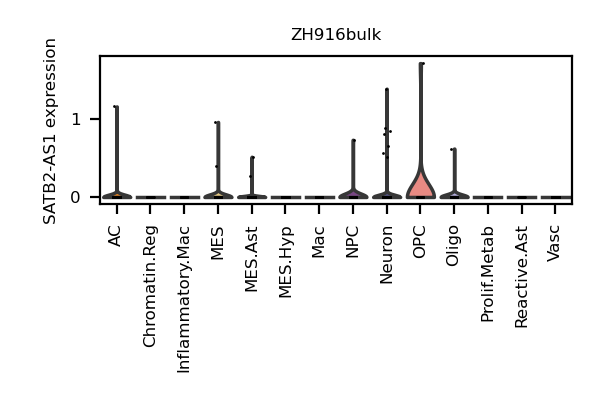 ZH916bulk
SATB2-AS1 expression
1
0
AC
Chromatin.Reg
Inflammatory.Mac
MES
MES.Ast
MES.Hyp
Mac
NPC
Neuron
OPC
Oligo
Prolif.Metab
Reactive.Ast
Vasc